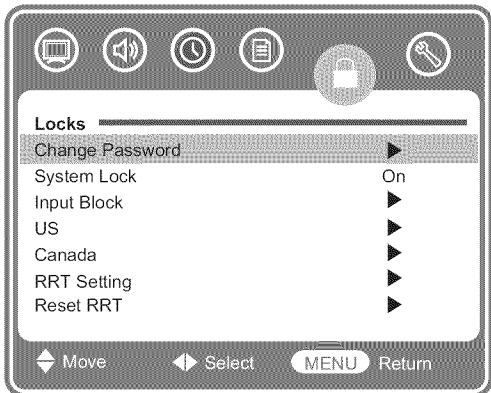 Locks
Change Password
System Lock On
Input Block
US
Canada
RRT Setting
Reset RRT
Move Select MENU Return